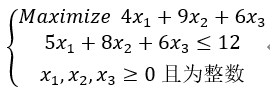 Maximize 4x₁ + 9x₂ + 6x₃
5x₁ + 8x₂ + 6x₃ ≤ 12
x₁, x₂, x₃ ≥ 0 且为整数